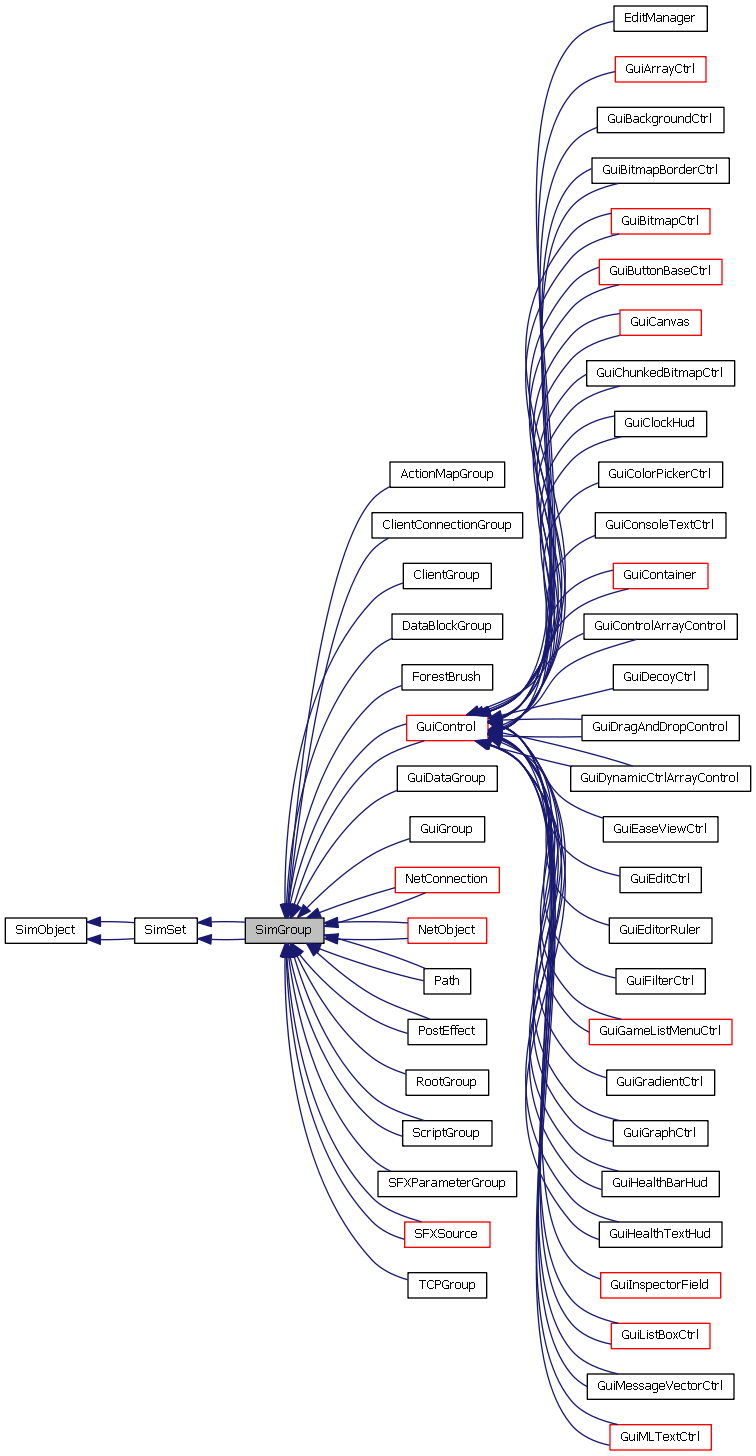 EditManager
GuiArrayCtrl
GuiBackgroundCtrl
GuiBitmapBorderCtrl
GuiBitmapCtrl
GuiButtonBaseCtrl
GuiCanvas
GuiChunkedBitmapCtrl
GuiClockHud
ActionMapGroup
GuiColorPickerCtrl
ClientConnectionGroup
GuiConsoleTextCtrl
ClientGroup
GuiContainer
DataBlockGroup
GuiControlArrayControl
ForestBrush
GuiDecoyCtrl
GuiControl
GuiDragAndDropControl
GuiDataGroup
GuiDynamicCtrlArrayControl
GuiGroup
GuiEaseViewCtrl
NetConnection
GuiEditCtrl
SimObject
SimSet
SimGroup
NetObject
GuiEditorRuler
Path
GuiFilterCtrl
PostEffect
GuiGameListMenuCtrl
RootGroup
GuiGradientCtrl
ScriptGroup
GuiGraphCtrl
SFXParameterGroup
GuiHealthBarHud
SFXSource
GuiHealthTextHud
TCPGroup
GuiInspectorField
GuiListBoxCtrl
GuiMessageVectorCtrl
GuiMLTextCtrl